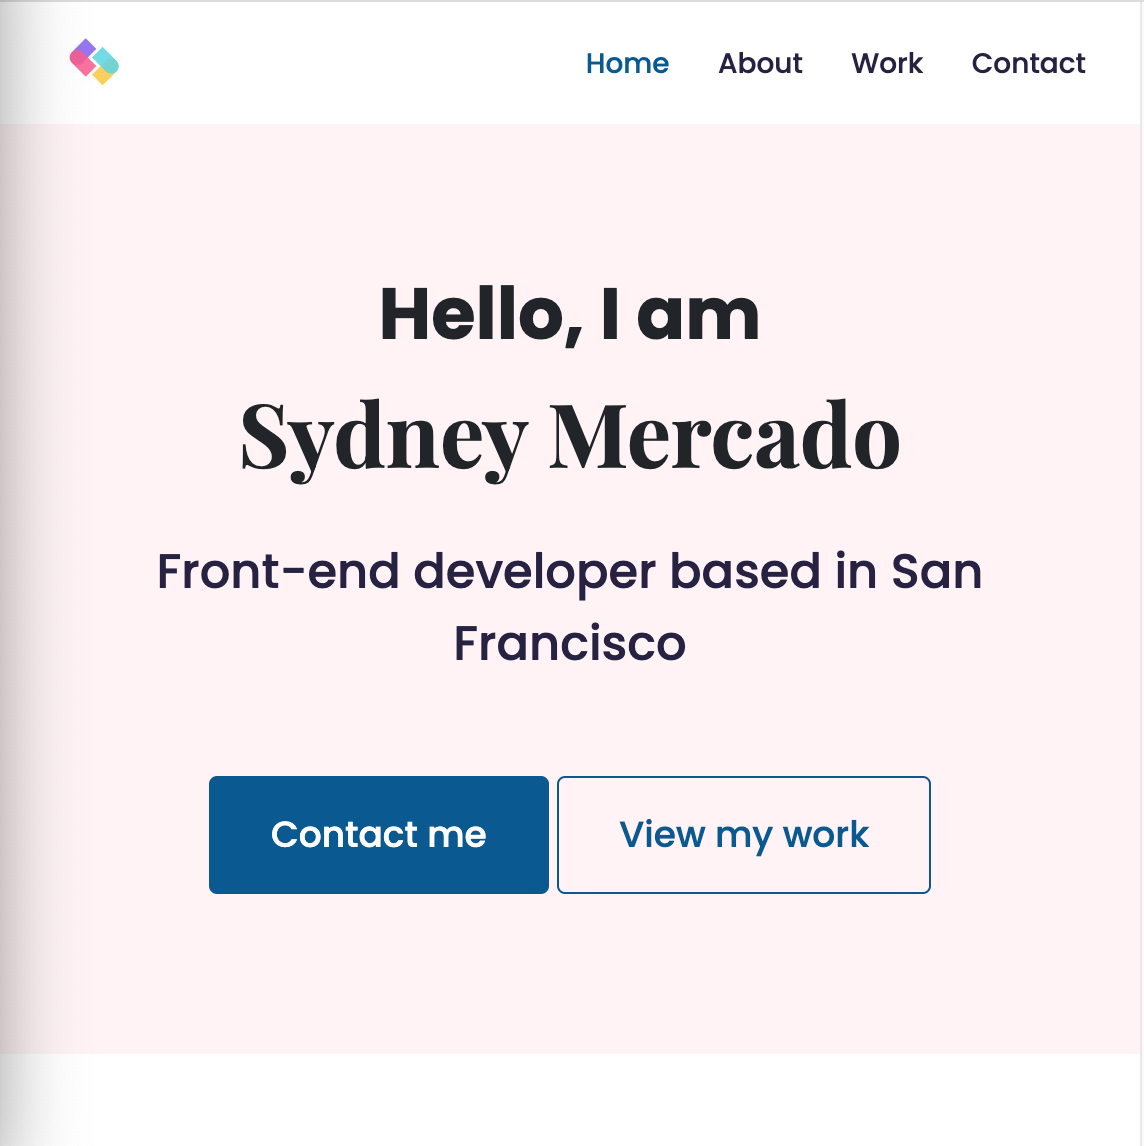 Home About Work Contact
Hello, I am
Sydney Mercado
Front-end developer based in San
Francisco
Contact me View my work